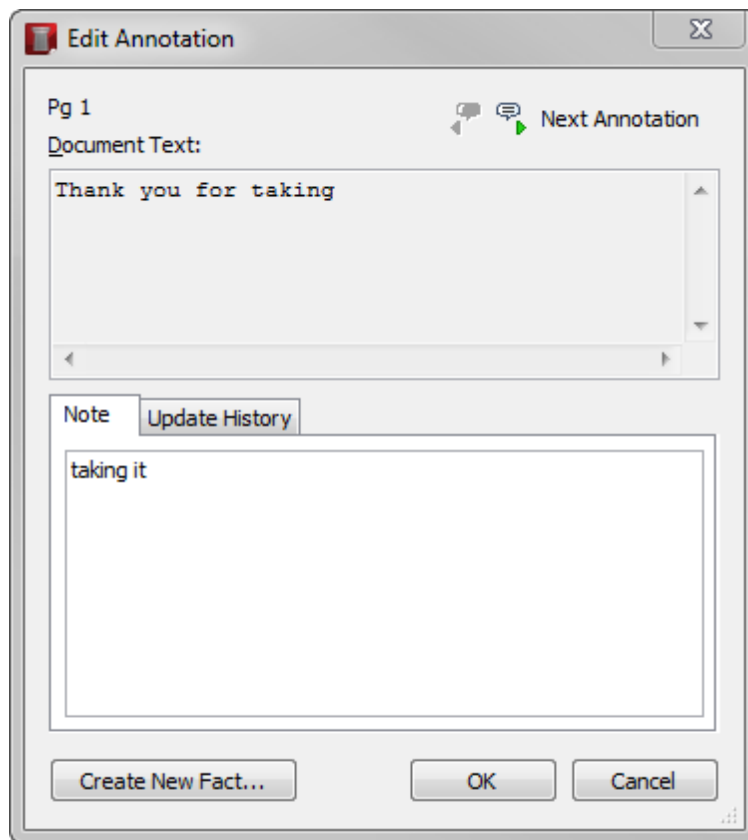 Edit Annotation
Pg 1
Next Annotation
Document Text:
Thank you for taking
Note
Update History
taking it
Create New Fact...
OK
Cancel